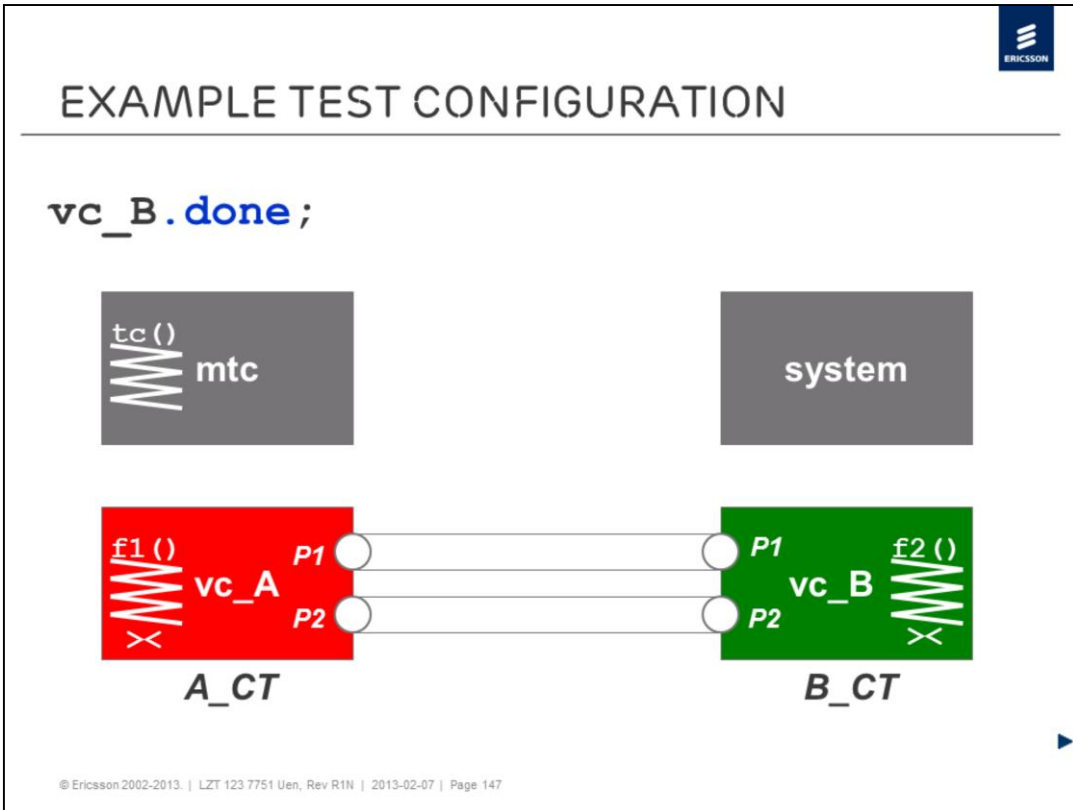 ERICSSON
EXAMPLE TEST CONFIGURATION
vc_B.done;
tc()
mtc
system
f1()
P1
vc_A
P2
A_CT
P1
f2()
vc_B
P2
B_CT
© Ericsson 2002-2013. | LZT 123 7751 Uen, Rev R1N | 2013-02-07 | Page 147